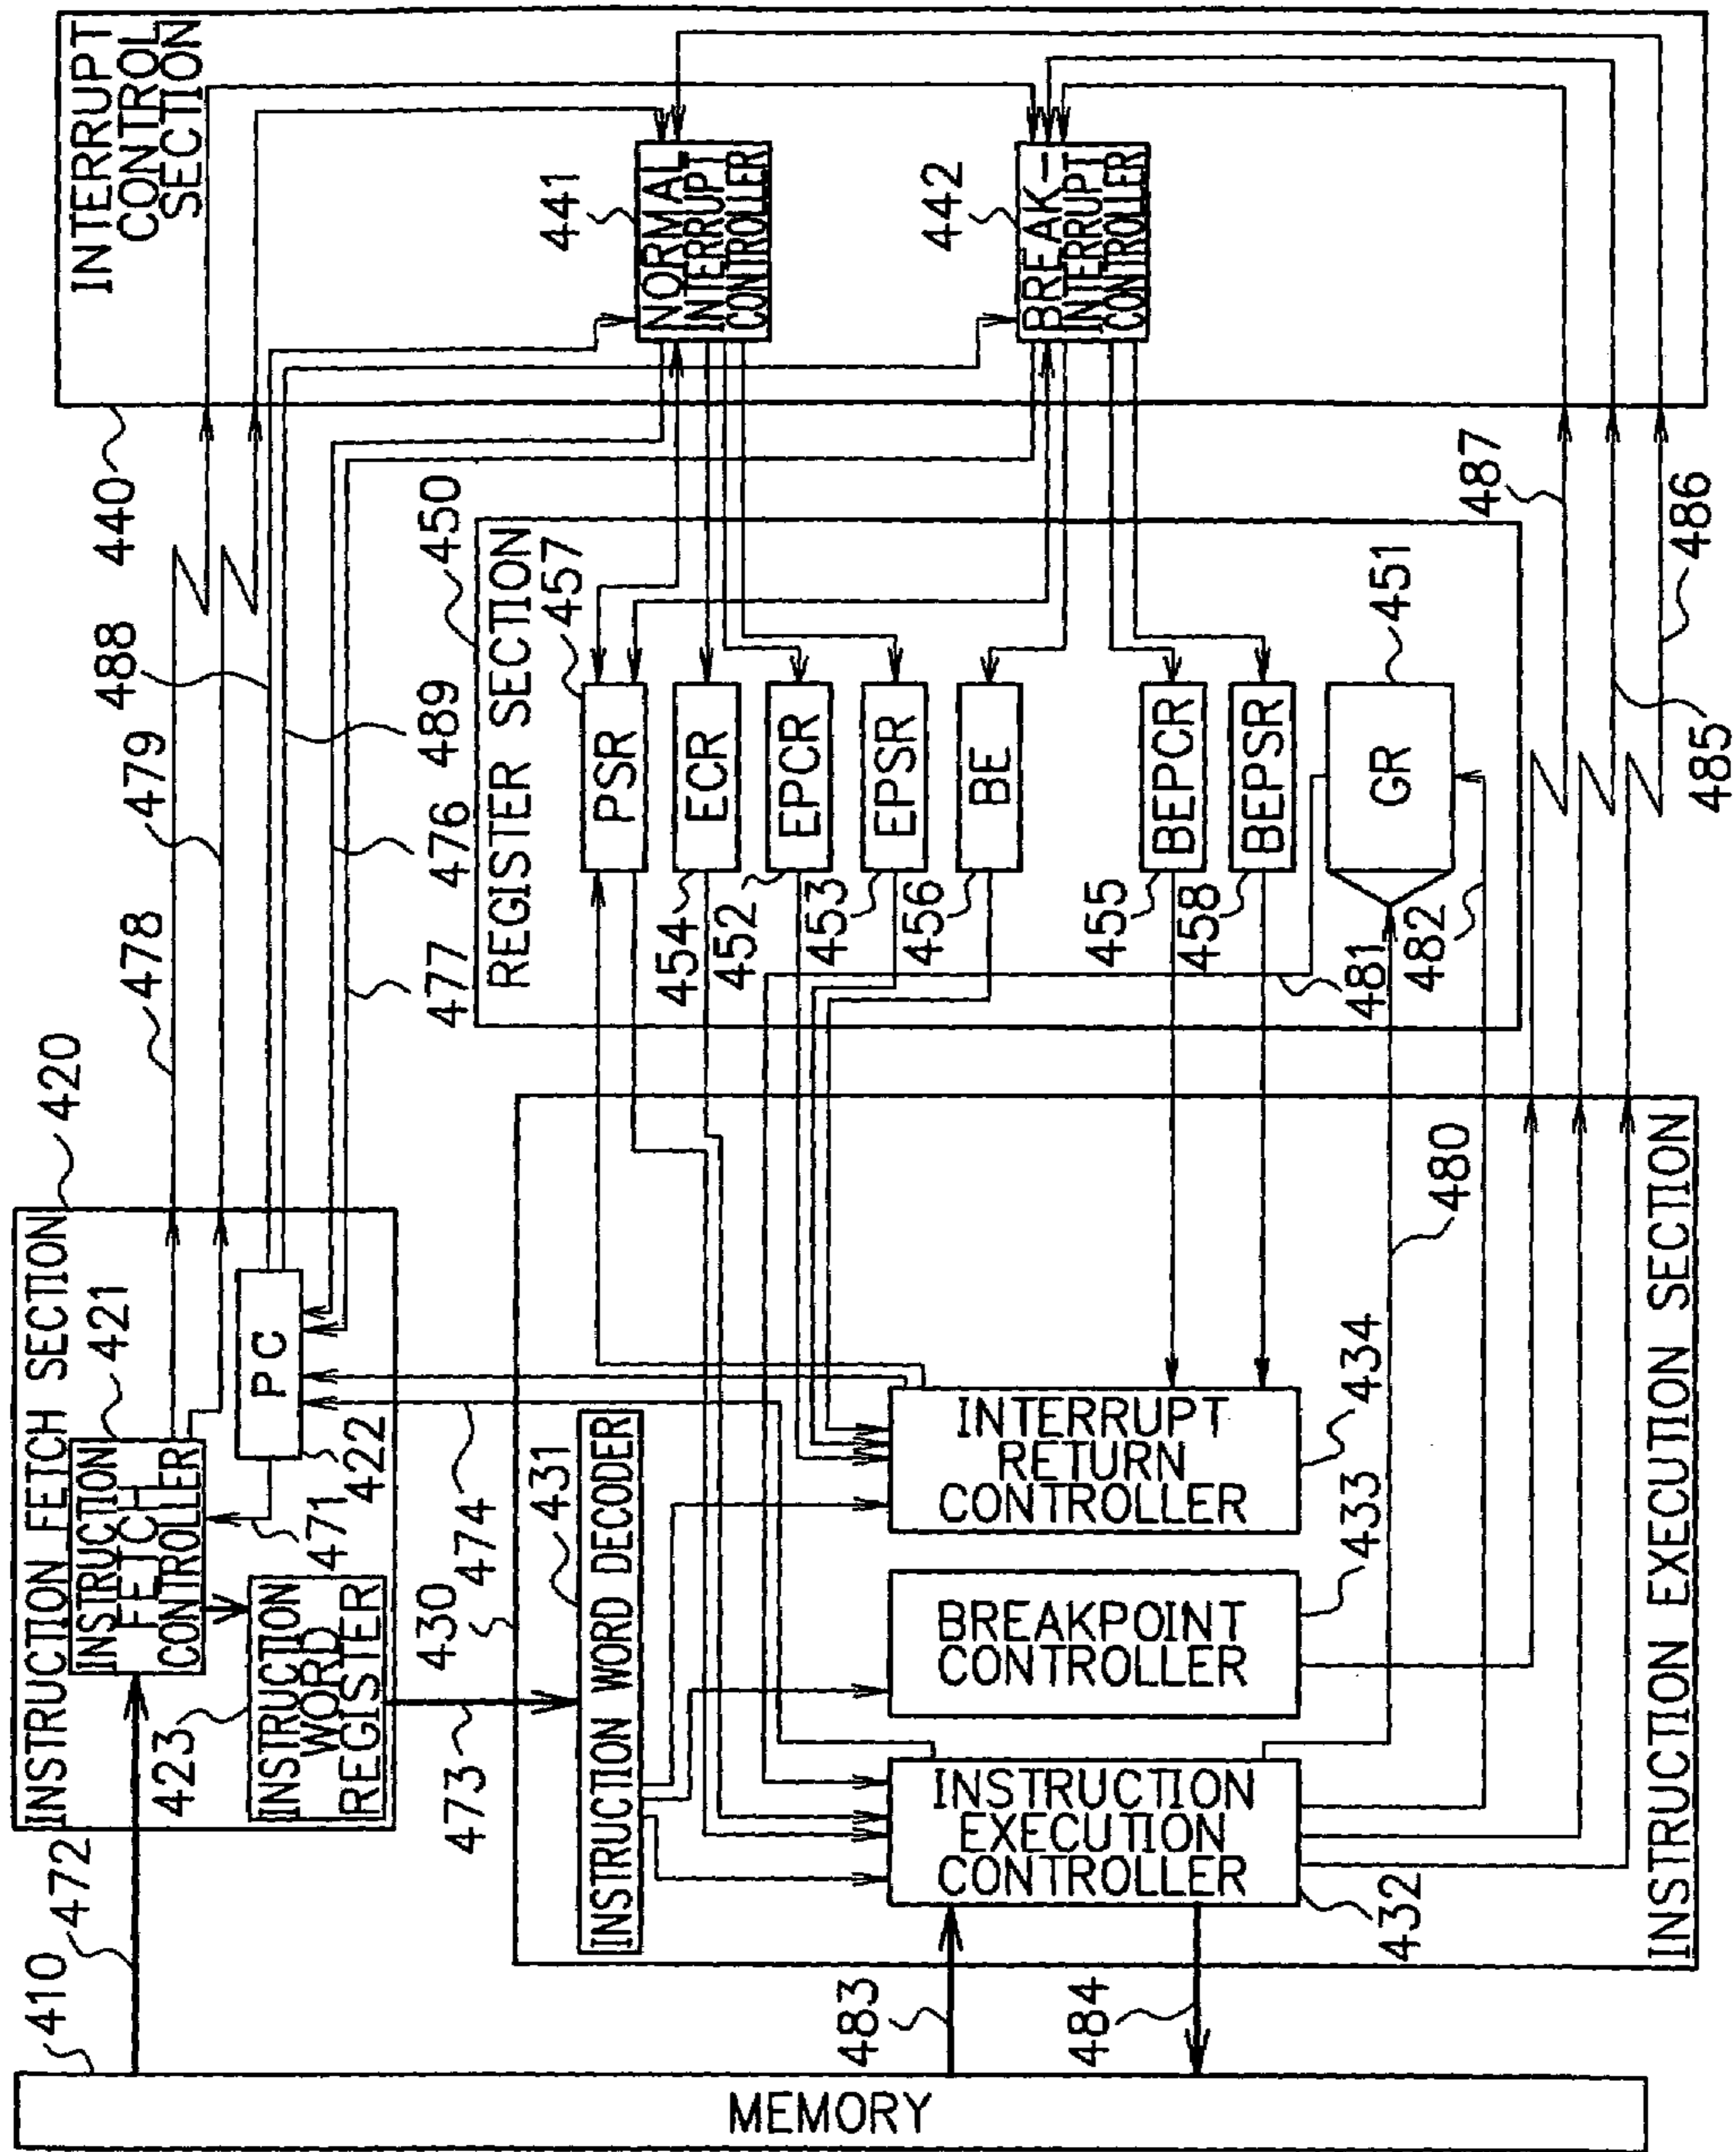 INTERRUPT
CONTROL
SECTION
440
NORMAL
INTERRUPT
CONTROLLER
441
BREAK-
INTERRUPT
CONTROLLER
442
478
479
488
489
476
477
487
485
486
REGISTER SECTION
450
457
PSR
ECR
454
EPCR
452
EPSR
453
BE
456
BEPCR
455
BEPSR
458
GR
451
481
482
480
INSTRUCTION FETCH SECTION
420
INSTRUCTION
FETCH
CONTROLLER
421
PC
422
471
INSTRUCTION
WORD
REGISTER
423
472
410
473
474
430
INSTRUCTION WORD DECODER
431
INTERRUPT
RETURN
CONTROLLER
434
BREAKPOINT
CONTROLLER
433
INSTRUCTION
EXECUTION
CONTROLLER
432
INSTRUCTION EXECUTION SECTION
483
484
MEMORY